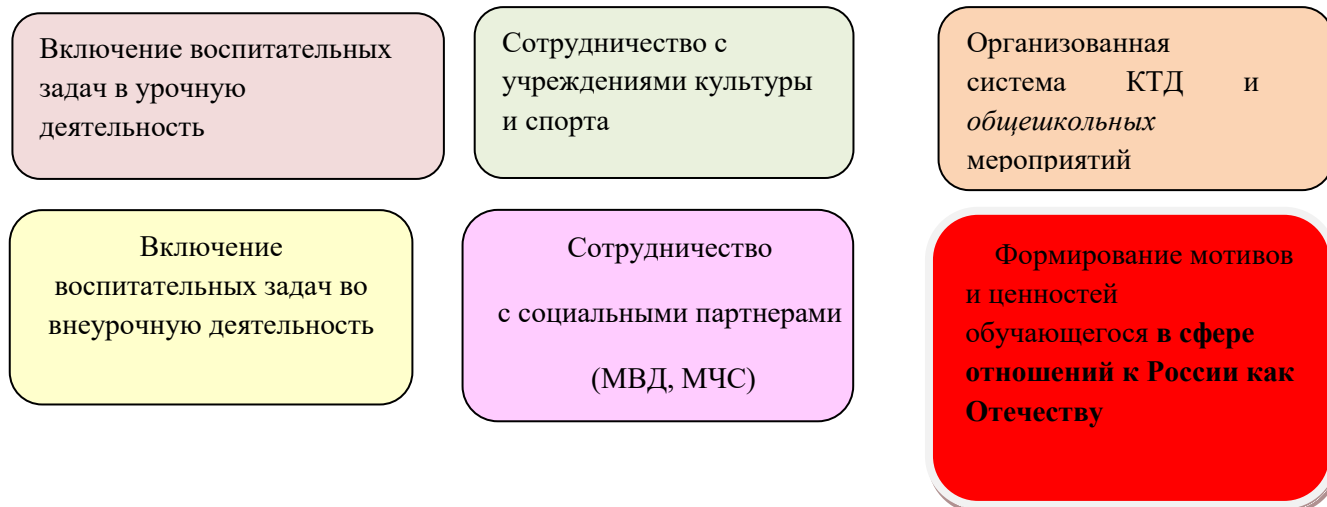 Включение воспитательных
задач в урочную
деятельность
Сотрудничество с
учреждениями культуры
и спорта
Организованная
система КТД и
общешкольных
мероприятий
Включение
воспитательных задач во
внеурочную деятельность
Сотрудничество
с социальными партнерами
(МВД, МЧС)
Формирование мотивов
и ценностей
обучающегося в сфере
отношений к России как
Отечеству